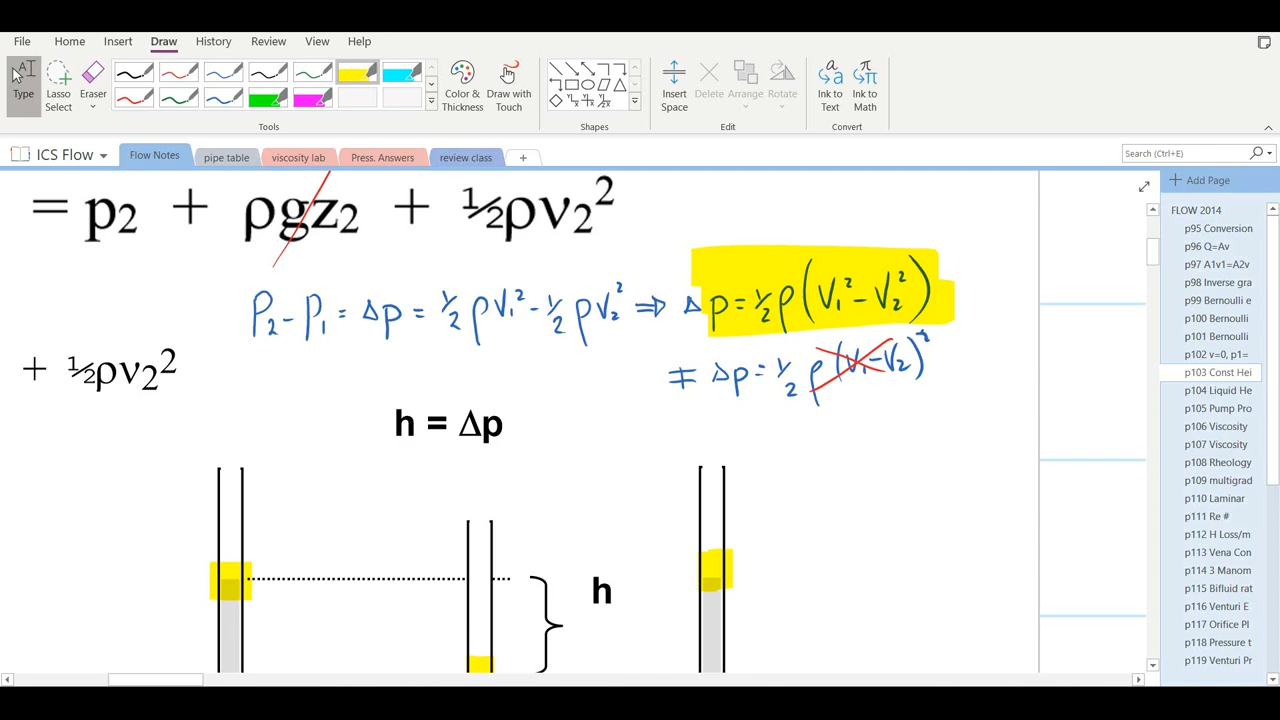 File Home Insert Draw History Review View Help
Type
Lasso Select
Eraser
Color & Thickness
Draw with Touch
Insert Space
Delete
Arrange
Rotate
Ink to Text
Ink to Math
Tools
Shapes
Edit
Convert
ICS Flow
Flow Notes
pipe table
viscosity lab
Press. Answers
review class
Search (Ctrl+E)
Add Page
= p₂ + ρgz₂ + ½ρv₂²
P₂ - P₁ = Δp = ½ρv₁² - ½ρv₂² ⇒ Δp = ½ρ(v₁² - v₂²)
≠ Δp = ½ρ(v₁ - v₂)²
+ ½ρv₂²
h = Δp
h
FLOW 2014
p95 Conversion
p96 Q=Av
p97 A1v1=A2v
p98 Inverse gra
p99 Bernoulli e
p100 Bernoulli
p101 Bernoulli
p102 v=0, p1=
p103 Const Hei
p104 Liquid He
p105 Pump Pro
p106 Viscosity
p107 Viscosity
p108 Rheology
p109 multigrad
p110 Laminar
p111 Re #
p112 H Loss/m
p113 Vena Con
p114 3 Manom
p115 Bifluid rat
p116 Venturi E
p117 Orifice Pl
p118 Pressure t
p119 Venturi Pr